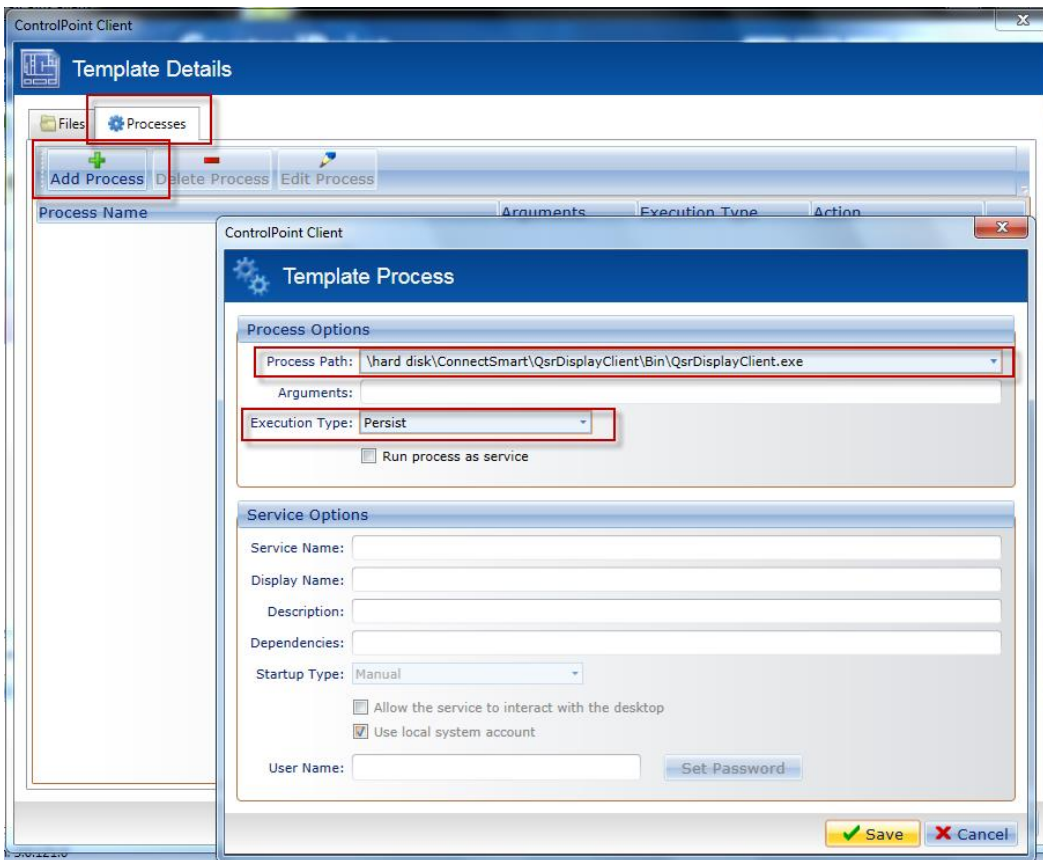 ControlPoint Client
Template Details
Files Processes
Add Process Delete Process Edit Process
Process Name Arguments Execution Type Action
ControlPoint Client
Template Process
Process Options
Process Path: \hard disk\ConnectSmart\QsrDisplayClient\Bin\QsrDisplayClient.exe
Arguments:
Execution Type: Persist
Run process as service
Service Options
Service Name:
Display Name:
Description:
Dependencies:
Startup Type: Manual
Allow the service to interact with the desktop
Use local system account
User Name: Set Password
Save Cancel